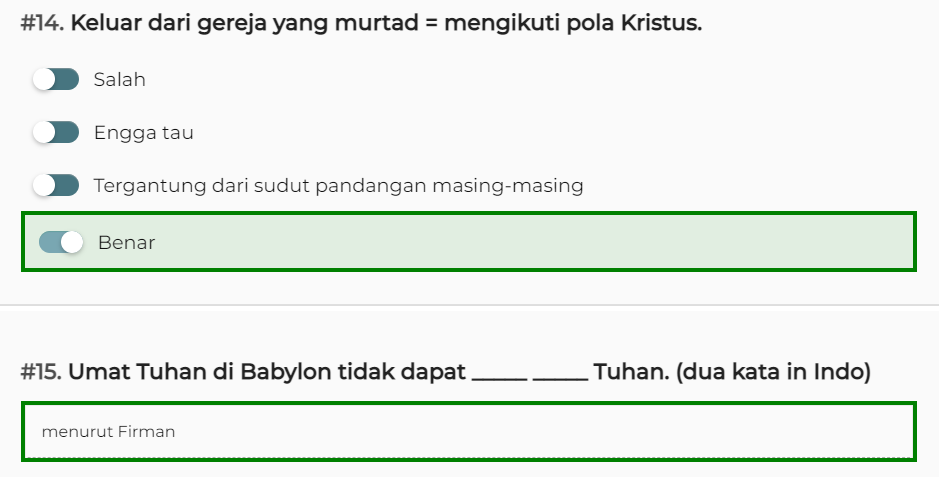 #14. Keluar dari gereja yang murtad = mengikuti pola Kristus.
Salah
Engga tau
Tergantung dari sudut pandangan masing-masing
Benar
#15. Umat Tuhan di Babylon tidak dapat _____ _____ Tuhan. (dua kata in Indo)
menurut Firman